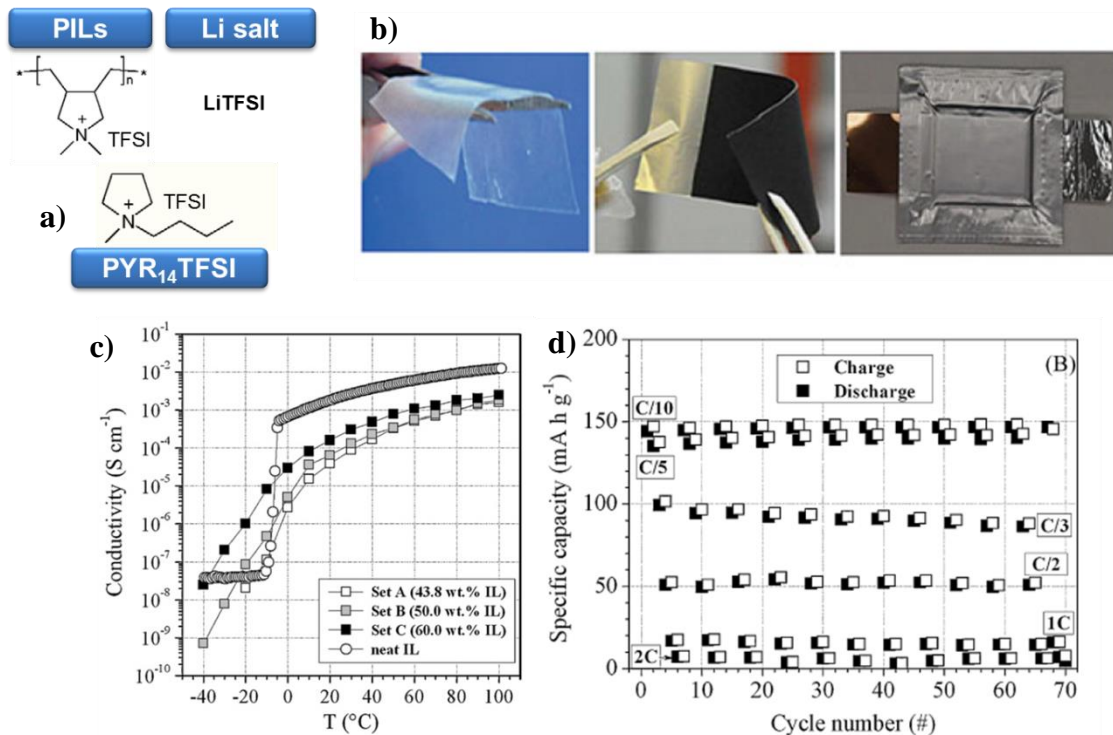 PILs
Li salt
b)
*
n
*
LiTFSI
+
N
TFSI
a)
TFSI
+
N
PYR₁₄TFSI
c)
Conductivity (S cm⁻¹)
10⁻¹
10⁻²
10⁻³
10⁻⁴
10⁻⁵
10⁻⁶
10⁻⁷
10⁻⁸
10⁻⁹
10⁻¹⁰
Set A (43.8 wt.% IL)
Set B (50.0 wt.% IL)
Set C (60.0 wt.% IL)
neat IL
-40 -20 0 20 40 60 80 100
T (°C)
d)
Specific capacity (mA h g⁻¹)
200
150
100
50
0
Charge
Discharge
(B)
C/10
C/5
C/3
C/2
1C
2C
0 10 20 30 40 50 60 70
Cycle number (#)